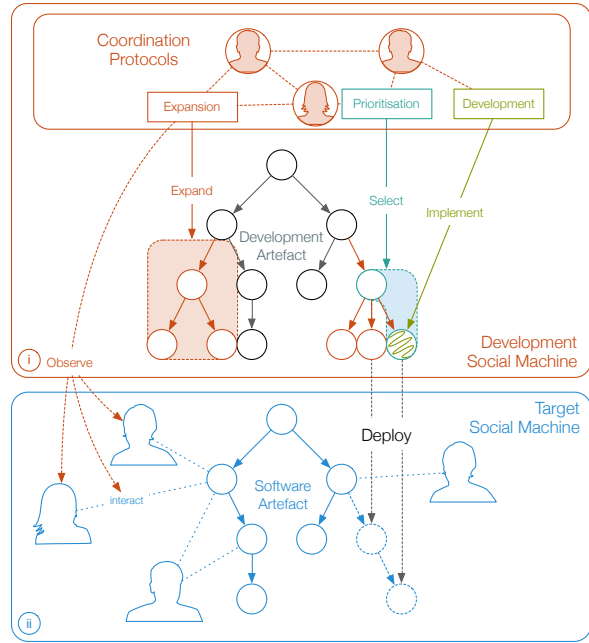 Coordination
Protocols
Expansion
Prioritisation
Development
Expand
Select
Implement
Development
Artefact
i
Observe
Development
Social Machine
Target
Social Machine
Deploy
Software
Artefact
interact
ii